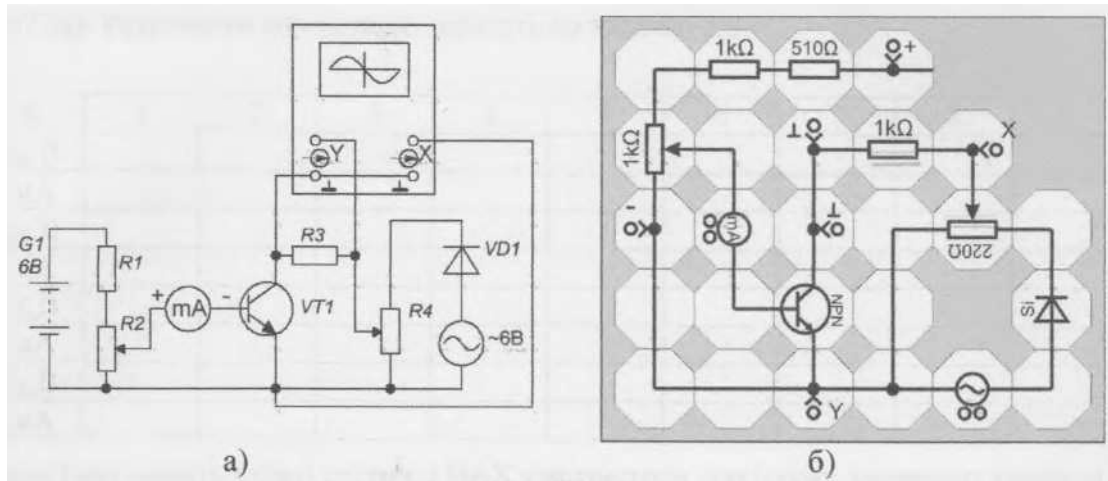 Y X
⊥ ⊥
G1
6В
R1
R2
+ mA -
VT1
R3
R4
VD1
~6В
а)
1kΩ 510Ω +
1kΩ
⊥ 1kΩ X
-
mA
⊥
220Ω
NPN
Si
Y
б)